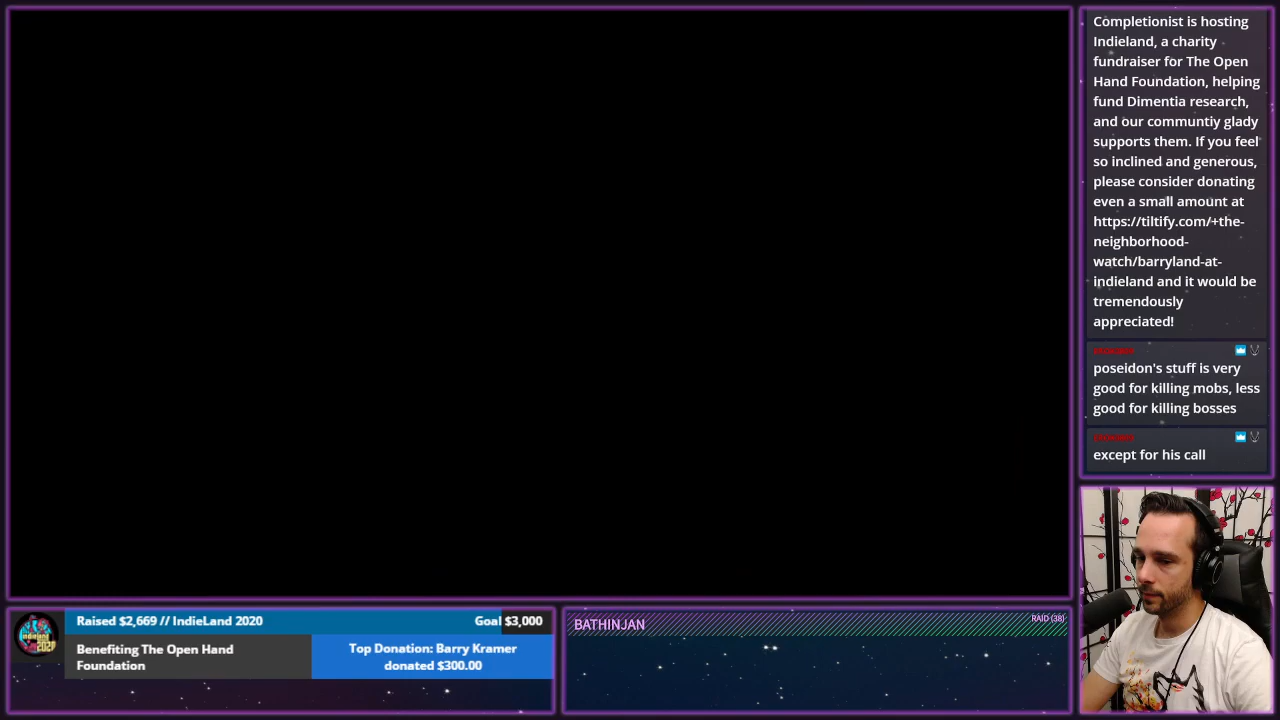 Completionist is hosting
Indieland, a charity
fundraiser for The Open
Hand Foundation, helping
fund Dimentia research,
and our communtiy glady
supports them. If you feel
so inclined and generous,
please consider donating
even a small amount at
https://tiltify.com/+the-
neighborhood-
watch/barryland-at-
indieland and it would be
tremendously
appreciated!
poseidon's stuff is very
good for killing mobs, less
good for killing bosses
except for his call
Raised $2,669 // IndieLand 2020 Goal $3,000
Benefiting The Open Hand
Foundation
Top Donation: Barry Kramer
donated $300.00
BATHINJAN RAID (38)